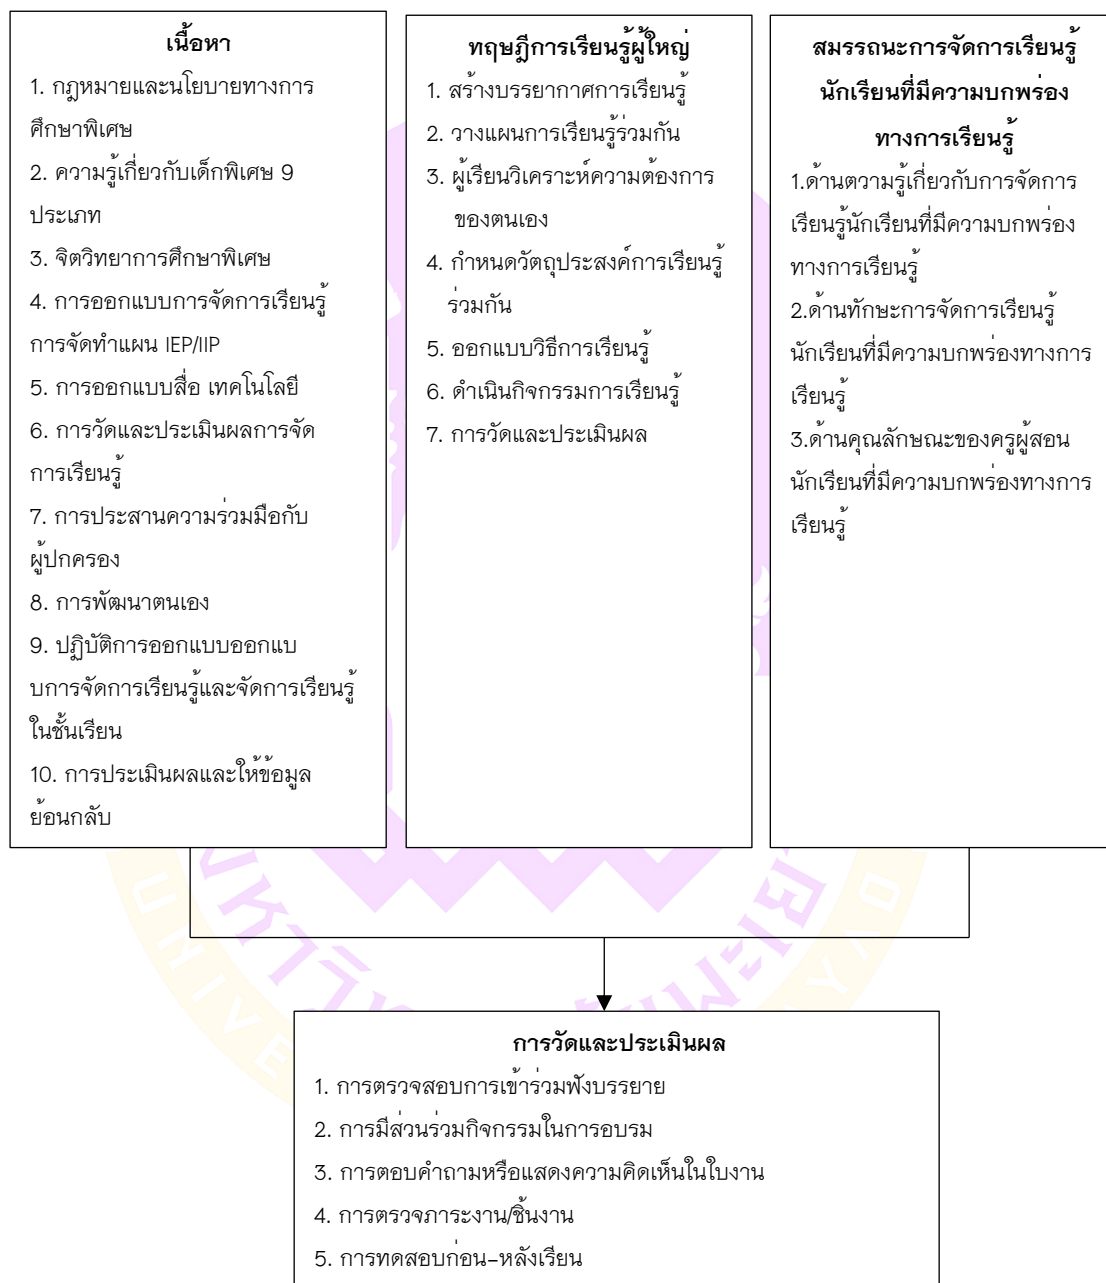 เนื้อหา
1. กฎหมายและนโยบายทางการ
ศึกษาพิเศษ
2. ความรู้เกี่ยวกับเด็กพิเศษ 9
ประเภท
3. จิตวิทยาการศึกษาพิเศษ
4. การออกแบบการจัดการเรียนรู้
การจัดทำแผน IEP/IIP
5. การออกแบบสื่อ เทคโนโลยี
6. การวัดและประเมินผลการจัด
การเรียนรู้
7. การประสานความร่วมมือกับ
ผู้ปกครอง
8. การพัฒนาตนเอง
9. ปฏิบัติการออกแบบออกแบ
บการจัดการเรียนรู้และจัดการเรียนรู้
ในชั้นเรียน
10. การประเมินผลและให้ข้อมูล
ย้อนกลับ
ทฤษฎีการเรียนรู้ผู้ใหญ่
1. สร้างบรรยากาศการเรียนรู้
2. วางแผนการเรียนรู้ร่วมกัน
3. ผู้เรียนวิเคราะห์ความต้องการ
ของตนเอง
4. กำหนดวัตถุประสงค์การเรียนรู้
ร่วมกัน
5. ออกแบบวิธีการเรียนรู้
6. ดำเนินกิจกรรมการเรียนรู้
7. การวัดและประเมินผล
สมรรถนะการจัดการเรียนรู้
นักเรียนที่มีความบกพร่อง
ทางการเรียนรู้
1.ด้านตวามรู้เกี่ยวกับการจัดการ
เรียนรู้นักเรียนที่มีความบกพร่อง
ทางการเรียนรู้
2.ด้านทักษะการจัดการเรียนรู้
นักเรียนที่มีความบกพร่องทางการ
เรียนรู้
3.ด้านคุณลักษณะของครูผู้สอน
นักเรียนที่มีความบกพร่องทางการ
เรียนรู้
การวัดและประเมินผล
1. การตรวจสอบการเข้าร่วมฟังบรรยาย
2. การมีส่วนร่วมกิจกรรมในการอบรม
3. การตอบคำถามหรือแสดงความคิดเห็นในใบงาน
4. การตรวจภาระงาน/ชิ้นงาน
5. การทดสอบก่อน-หลังเรียน